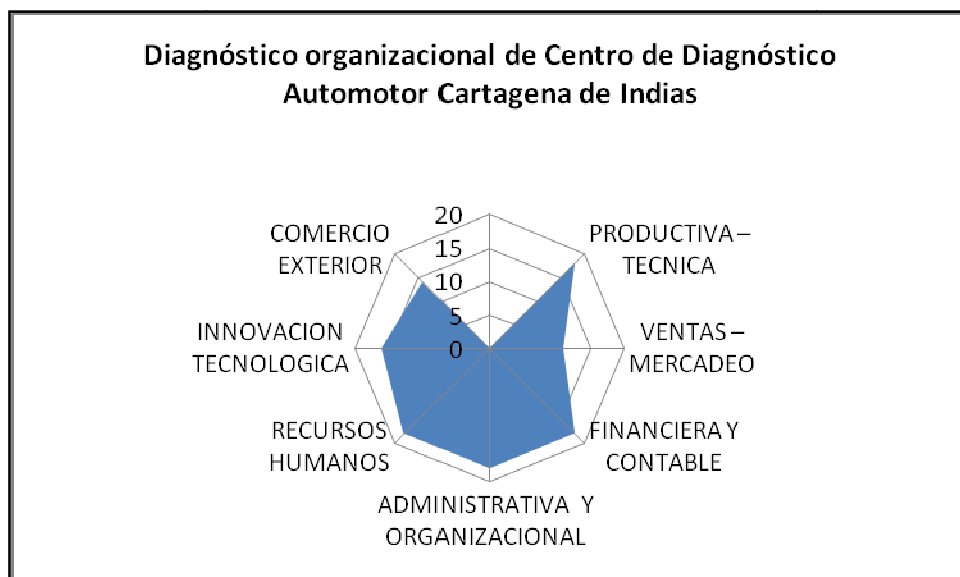 Diagnóstico organizacional de Centro de Diagnóstico
Automotor Cartagena de Indias
20
15
10
5
0
PRODUCTIVA –
TECNICA
VENTAS –
MERCADEO
FINANCIERA Y
CONTABLE
ADMINISTRATIVA Y
ORGANIZACIONAL
RECURSOS
HUMANOS
INNOVACION
TECNOLOGICA
COMERCIO
EXTERIOR